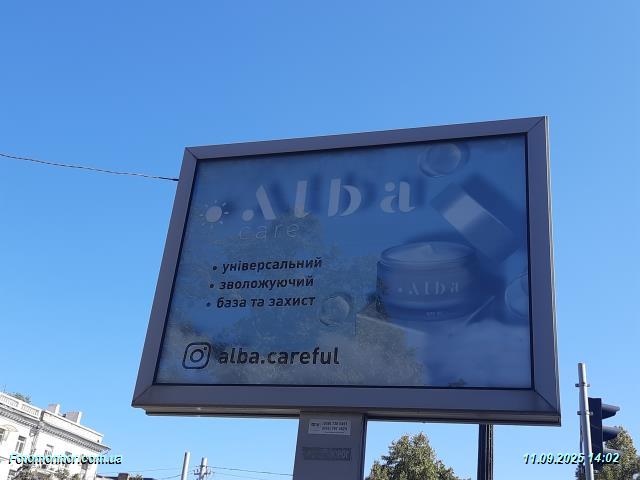 Alba
care
• універсальний
• зволожуючий
• база та захист
•Alba
alba.careful
Fotomonitor.com.ua
11.09.2025 14:02